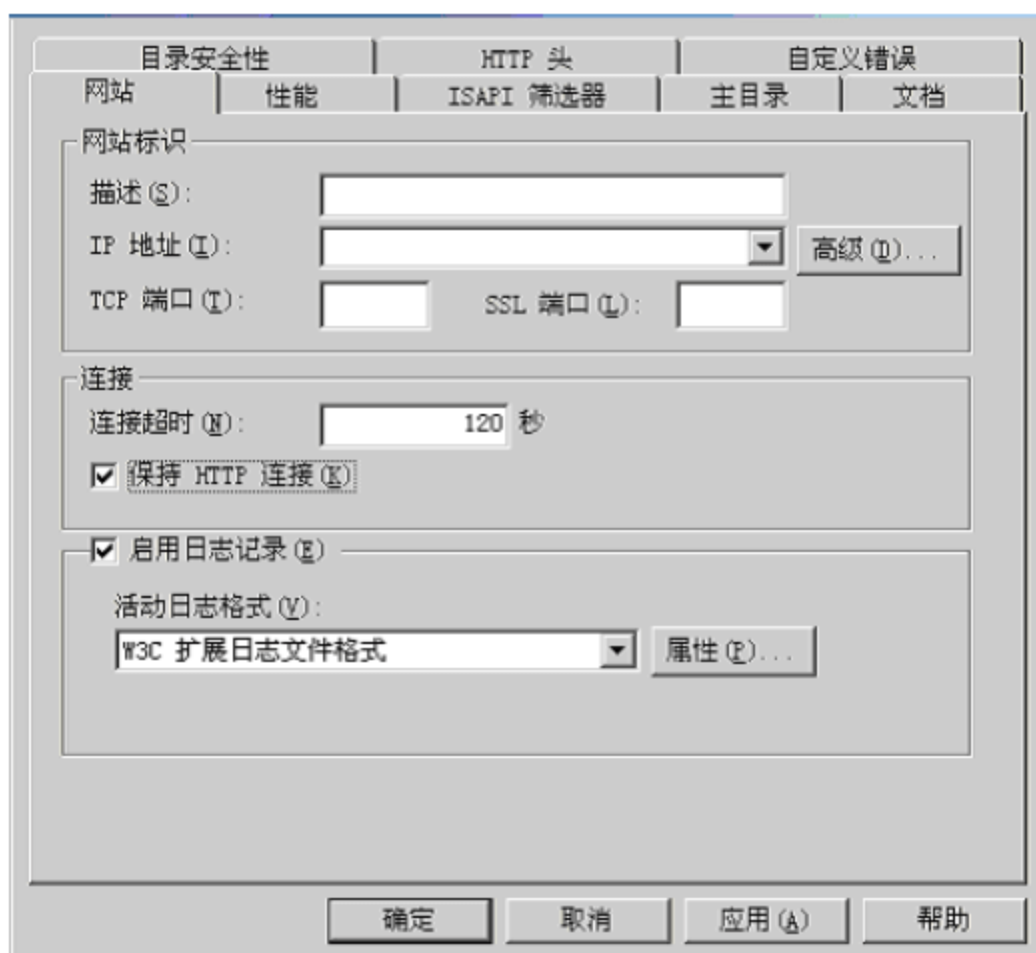 目录安全性 HTTP 头 自定义错误
网站 性能 ISAPI 筛选器 主目录 文档
网站标识
描述(S):
IP 地址(I): 高级(D)...
TCP 端口(T): SSL 端口(L):
连接
连接超时(N): 120 秒
保持 HTTP 连接(K)
启用日志记录(E)
活动日志格式(V):
W3C 扩展日志文件格式 属性(P)...
确定 取消 应用(A) 帮助